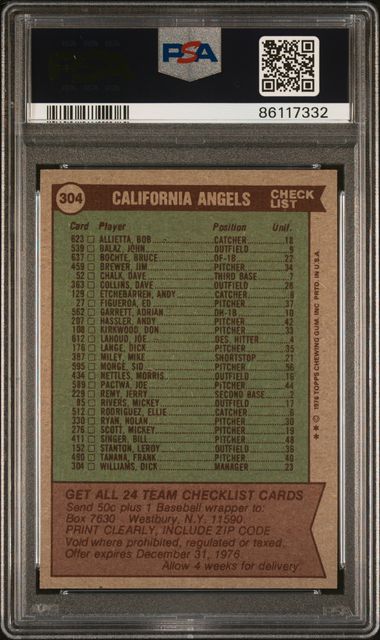 PSA
86117332
304 CALIFORNIA ANGELS CHECK LIST
Card Player Position Uni.
623 ALLIETTA, BOB CATCHER 18
539 BALAZ, JOHN OUTFIELD 9
637 BOCHTE, BRUCE OF-1B 22
459 BREWER, JIM PITCHER 34
52 CHALK, DAVE THIRD BASE 7
363 COLLINS, DAVE OUTFIELD 28
129 ETCHEBARREN, ANDY CATCHER 8
27 FIGUEROA, ED PITCHER 37
562 GARRETT, ADRIAN DH-1B 10
207 HASSLER, ANDY PITCHER 42
108 KIRKWOOD, DON PITCHER 33
612 LAHOUD, JOE DES. HITTER 4
176 LANGE, DICK PITCHER 35
387 MILEY, MIKE SHORTSTOP 21
595 MONGE, SID PITCHER 56
434 NETTLES, MORRIS OUTFIELD 16
589 PACTWA, JOE PITCHER 44
229 REMY, JERRY SECOND BASE 2
85 RIVERS, MICKEY OUTFIELD 17
512 RODRIGUEZ, ELLIE CATCHER 6
330 RYAN, NOLAN PITCHER 30
276 SCOTT, MICKEY PITCHER 19
411 SINGER, BILL PITCHER 48
152 STANTON, LEROY OUTFIELD 36
490 TANANA, FRANK PITCHER 40
304 WILLIAMS, DICK MANAGER 23
GET ALL 24 TEAM CHECKLIST CARDS
Send 50c plus 1 Baseball wrapper to:
Box 7630 Westbury, N.Y. 11590.
PRINT CLEARLY, INCLUDE ZIP CODE
Void where prohibited, regulated or taxed.
Offer expires December 31, 1976.
Allow 4 weeks for delivery
** © 1976 TOPPS CHEWING GUM, INC. PRTD. IN U.S.A.